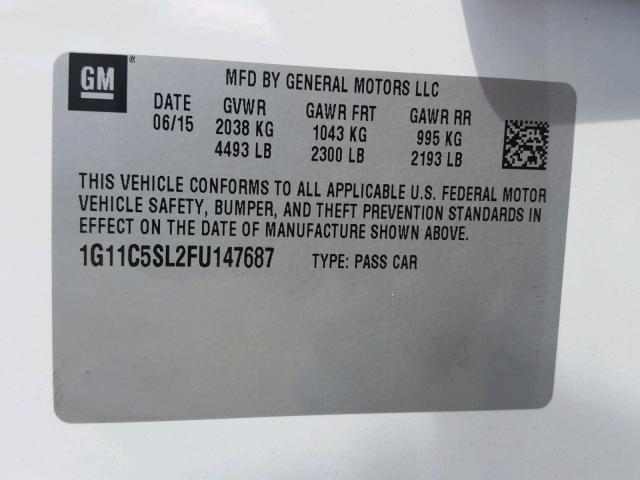 GM ®
MFD BY GENERAL MOTORS LLC
DATE GVWR GAWR FRT GAWR RR
06/15 2038 KG 1043 KG 995 KG
4493 LB 2300 LB 2193 LB
THIS VEHICLE CONFORMS TO ALL APPLICABLE U.S. FEDERAL MOTOR
VEHICLE SAFETY, BUMPER, AND THEFT PREVENTION STANDARDS IN
EFFECT ON THE DATE OF MANUFACTURE SHOWN ABOVE.
1G11C5SL2FU147687 TYPE: PASS CAR